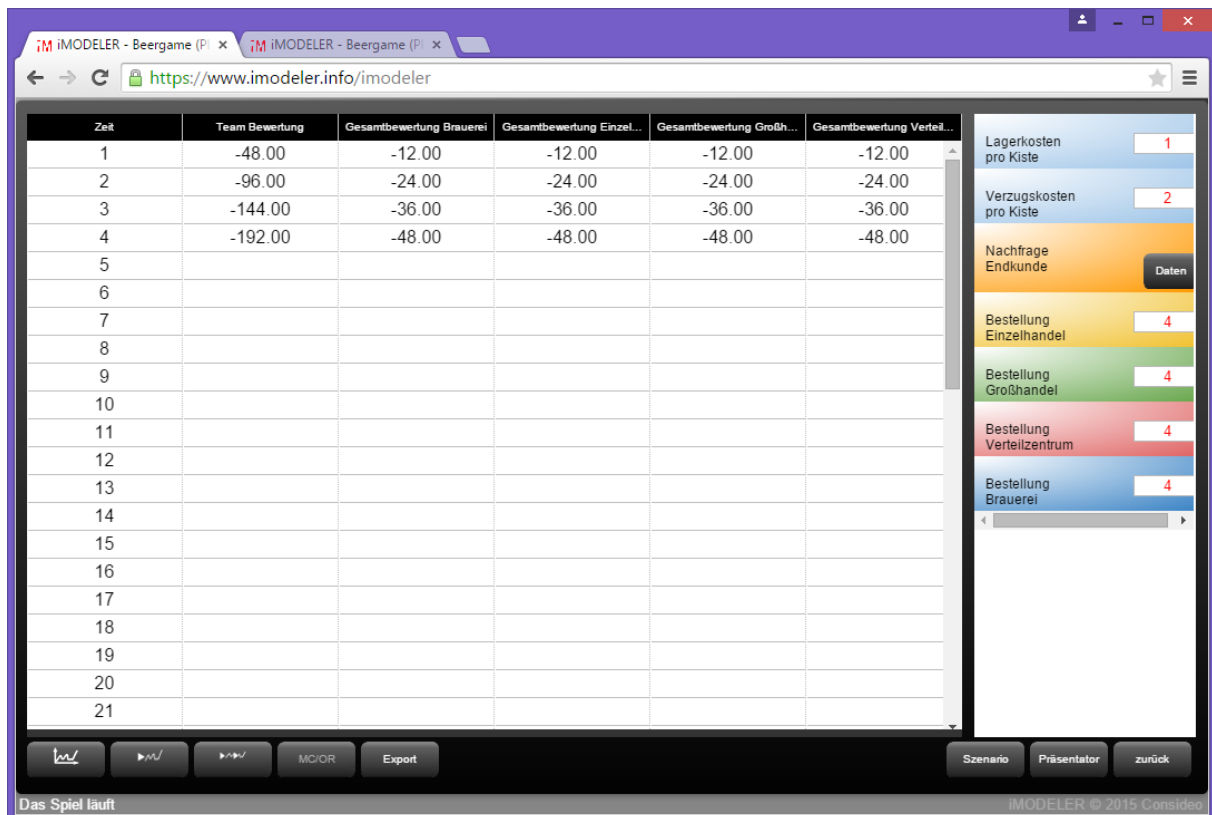 iMODELER - Beergame (Pl
iMODELER - Beergame (Pl
https://www.imodeler.info/imodeler
Zeit Team Bewertung Gesamtbewertung Brauerei Gesamtbewertung Einzel... Gesamtbewertung Großh... Gesamtbewertung Verteil...
1 -48.00 -12.00 -12.00 -12.00 -12.00
2 -96.00 -24.00 -24.00 -24.00 -24.00
3 -144.00 -36.00 -36.00 -36.00 -36.00
4 -192.00 -48.00 -48.00 -48.00 -48.00
5
6
7
8
9
10
11
12
13
14
15
16
17
18
19
20
21
Lagerkosten
pro Kiste
1
Verzugskosten
pro Kiste
2
Nachfrage
Endkunde
Daten
Bestellung
Einzelhandel
4
Bestellung
Großhandel
4
Bestellung
Verteilzentrum
4
Bestellung
Brauerei
4
MC/OR Export Szenario Präsentator zurück
Das Spiel läuft iMODELER © 2015 Consideo